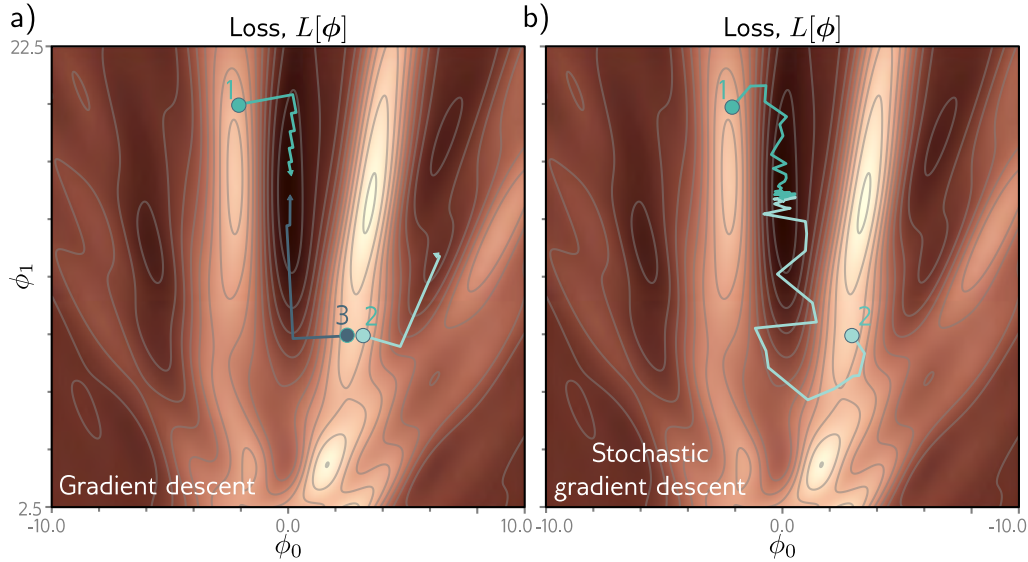 a)
Loss, L[ϕ]
22.5
ϕ₁
2.5
-10.0
0.0
10.0
ϕ₀
1
3
2
Gradient descent
b)
Loss, L[ϕ]
1
2
Stochastic
gradient descent
-10.0
0.0
-10.0
ϕ₀